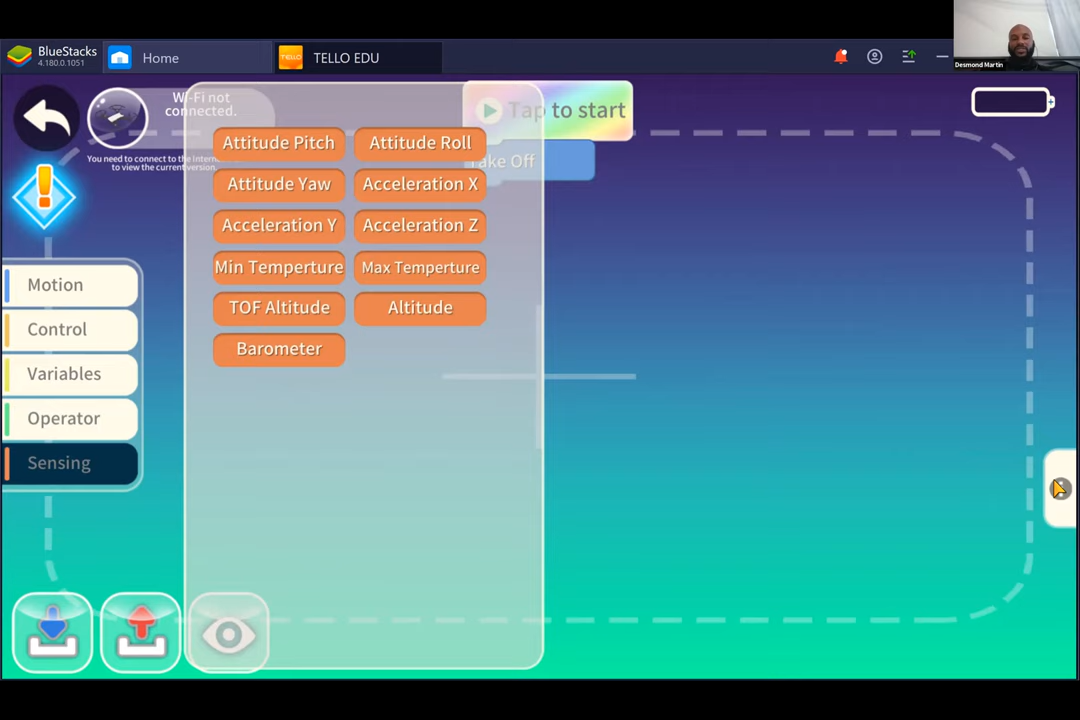 BlueStacks
4.180.0.1051
Home
TELLO
TELLO EDU
Desmond Martin
Wi-Fi not
connected.
You need to connect to the Intern
to view the current version.
Tap to start
Take Off
Attitude Pitch
Attitude Roll
Attitude Yaw
Acceleration X
Acceleration Y
Acceleration Z
Min Temperture
Max Temperture
TOF Altitude
Altitude
Barometer
Motion
Control
Variables
Operator
Sensing